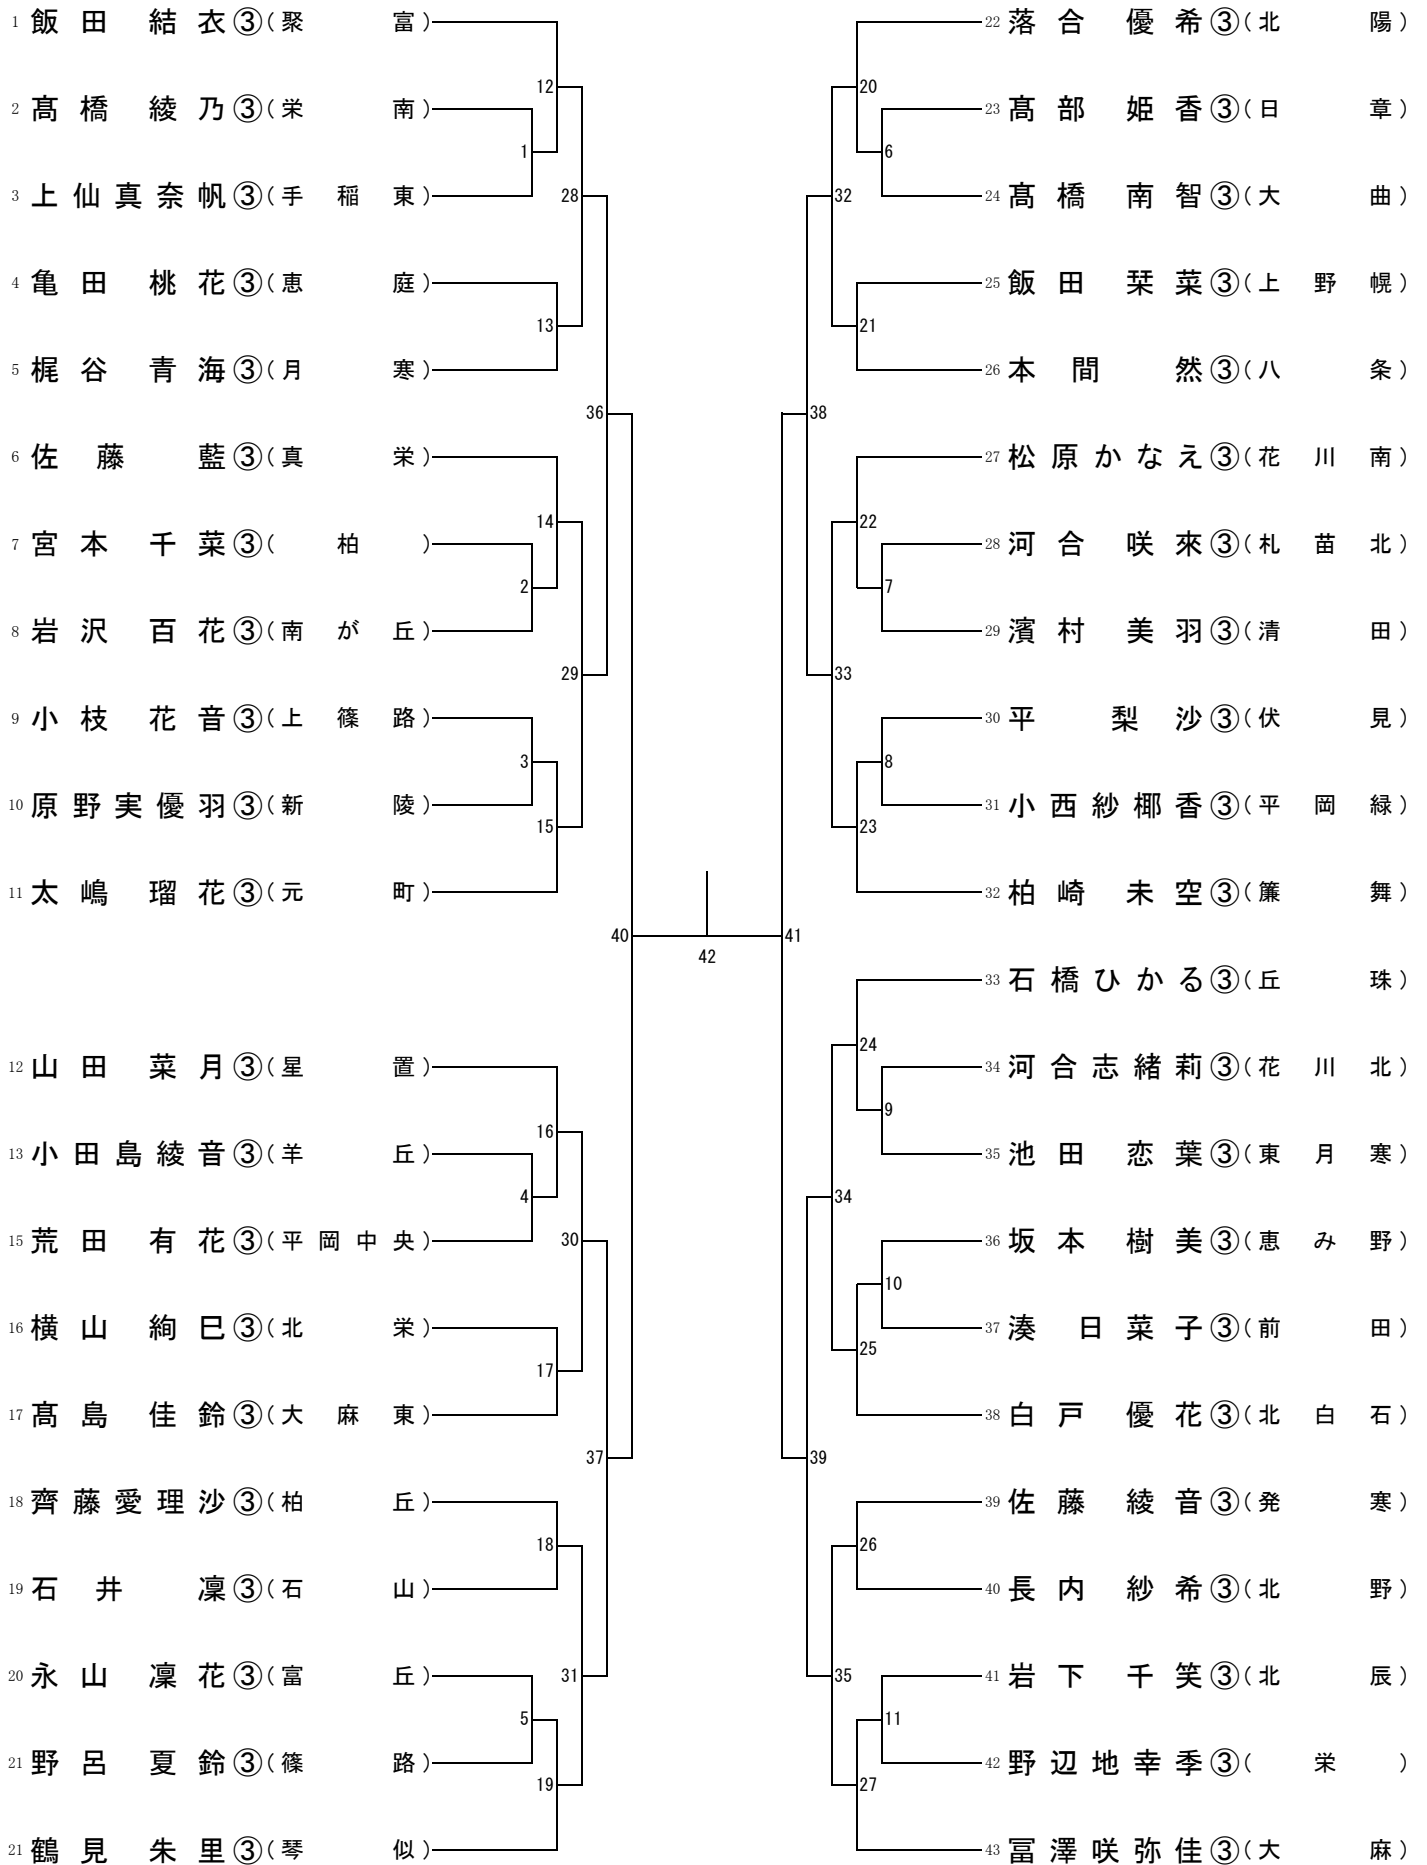 1 飯田 結衣③(聚富)
12
2 髙橋 綾乃③(栄南)
1
3 上仙真奈帆③(手稲東)
28
4 亀田 桃花③(恵庭)
13
5 梶谷 青海③(月寒)
36
6 佐藤 藍③(真栄)
14
7 宮本 千菜③(柏)
2
8 岩沢 百花③(南が丘)
29
9 小枝 花音③(上篠路)
3
10 原野実優羽③(新陵)
15
11 太嶋 瑠花③(元町)
40
42
12 山田 菜月③(星置)
16
13 小田島綾音③(羊丘)
4
15 荒田 有花③(平岡中央)
30
16 横山 絢巳③(北栄)
17
17 髙島 佳鈴③(大麻東)
37
18 齊藤愛理沙③(柏丘)
18
19 石井 凜③(石山)
20 永山 凜花③(富丘)
31
5
21 野呂 夏鈴③(篠路)
19
21 鶴見 朱里③(琴似)
22 落合 優希③(北陽)
20
23 髙部 姫香③(日章)
6
24 髙橋 南智③(大曲)
32
25 飯田 栞菜③(上野幌)
21
26 本間 然③(八条)
38
27 松原かなえ③(花川南)
22
28 河合 咲來③(札苗北)
7
29 濱村 美羽③(清田)
33
30 平 梨沙③(伏見)
8
31 小西紗椰香③(平岡緑)
23
32 柏崎 未空③(簾舞)
41
33 石橋ひかる③(丘珠)
24
34 河合志緒莉③(花川北)
9
35 池田 恋葉③(東月寒)
34
36 坂本 樹美③(恵み野)
10
37 湊 日菜子③(前田)
25
38 白戸 優花③(北白石)
39
39 佐藤 綾音③(発寒)
26
40 長内 紗希③(北野)
41 岩下 千笑③(北辰)
35
11
42 野辺地幸季③(栄)
27
43 冨澤咲弥佳③(大麻)